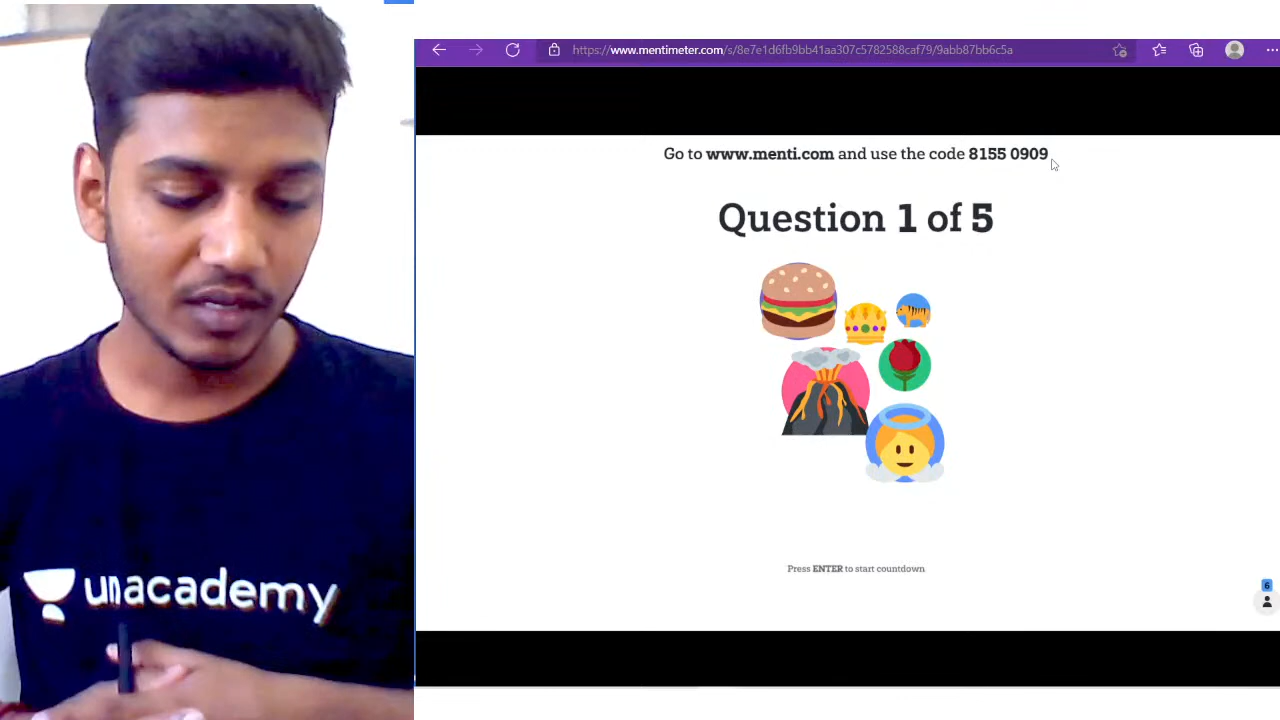 https://www.mentimeter.com/s/8e7e1d6fb9bb41aa307c5782588caf79/9abb87bb6c5a
Go to www.menti.com and use the code 8155 0909
Question 1 of 5
Press ENTER to start countdown
6
unacademy